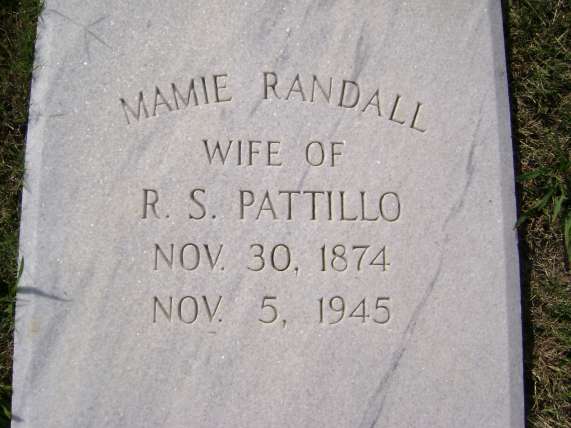 MAMIE RANDALL
WIFE OF
R. S. PATTILLO
NOV. 30, 1874
NOV. 5, 1945